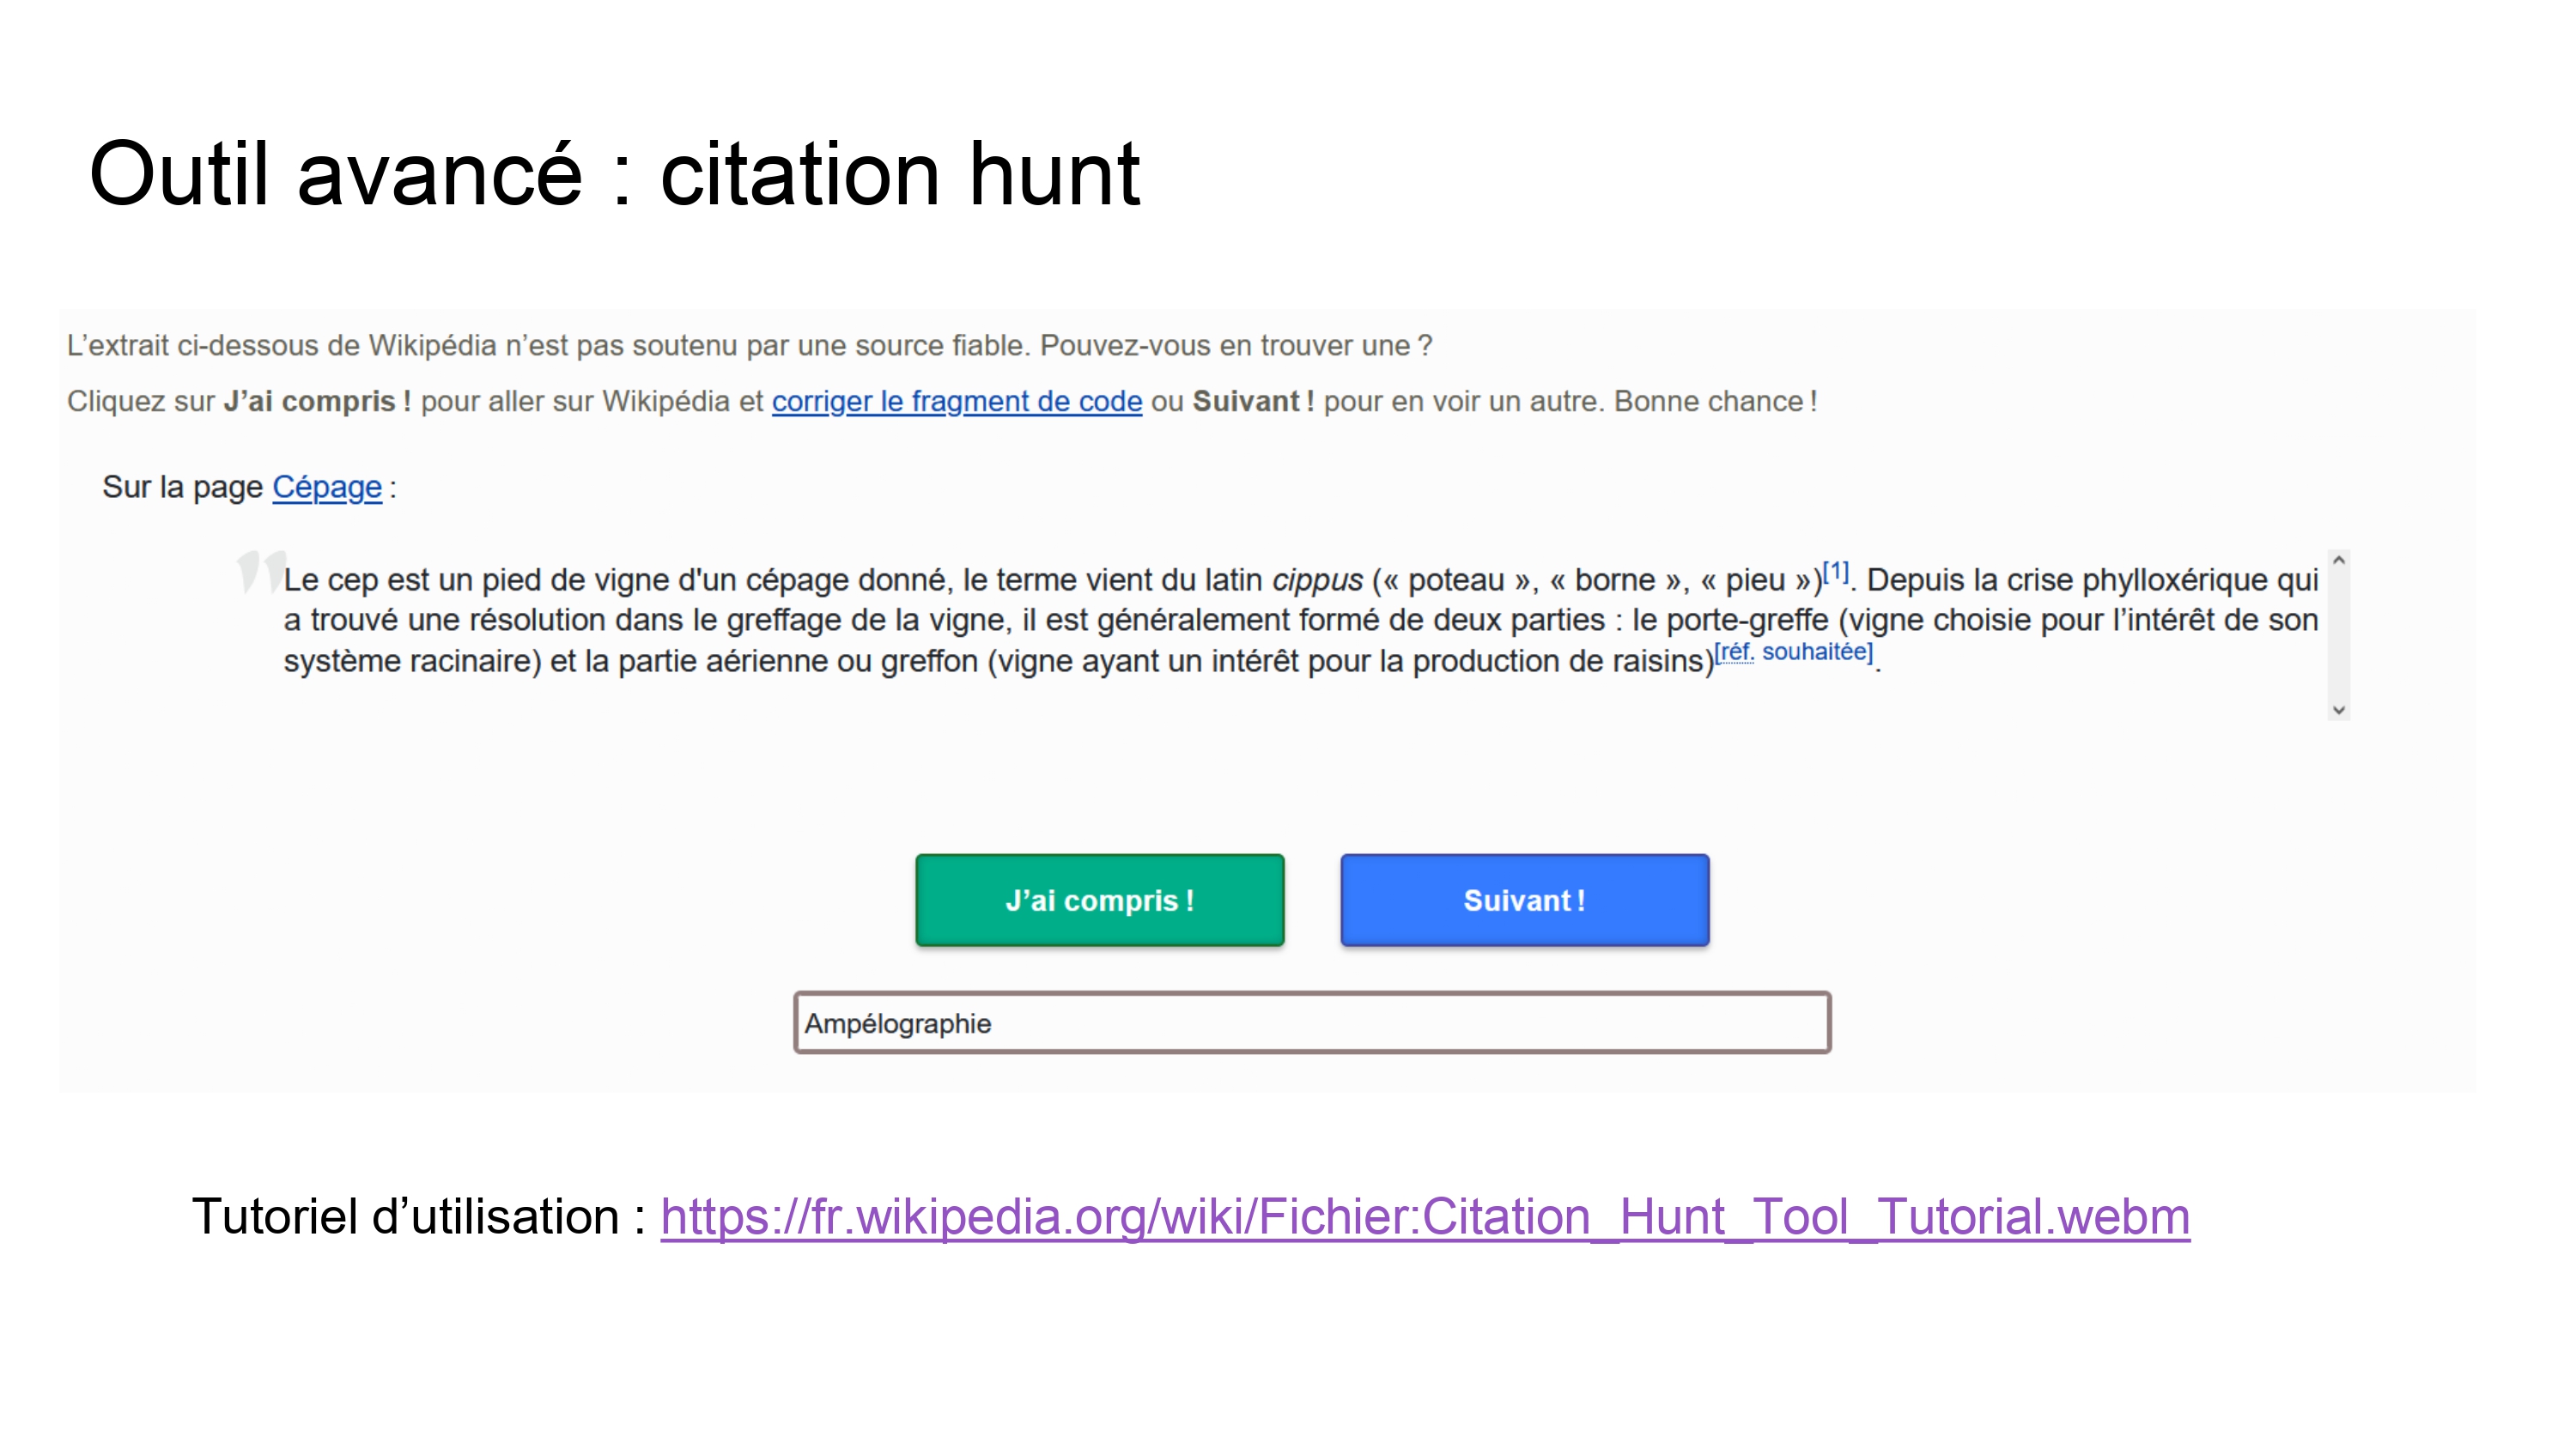 Outil avancé : citation hunt
L’extrait ci-dessous de Wikipédia n’est pas soutenu par une source fiable. Pouvez-vous en trouver une ?
Cliquez sur J’ai compris ! pour aller sur Wikipédia et corriger le fragment de code ou Suivant ! pour en voir un autre. Bonne chance !
Sur la page Cépage :
Le cep est un pied de vigne d'un cépage donné, le terme vient du latin cippus (« poteau », « borne », « pieu »)[1]. Depuis la crise phylloxérique qui
a trouvé une résolution dans le greffage de la vigne, il est généralement formé de deux parties : le porte-greffe (vigne choisie pour l’intérêt de son
système racinaire) et la partie aérienne ou greffon (vigne ayant un intérêt pour la production de raisins)[réf. souhaitée].
J’ai compris !
Suivant !
Ampélographie
Tutoriel d’utilisation : https://fr.wikipedia.org/wiki/Fichier:Citation_Hunt_Tool_Tutorial.webm